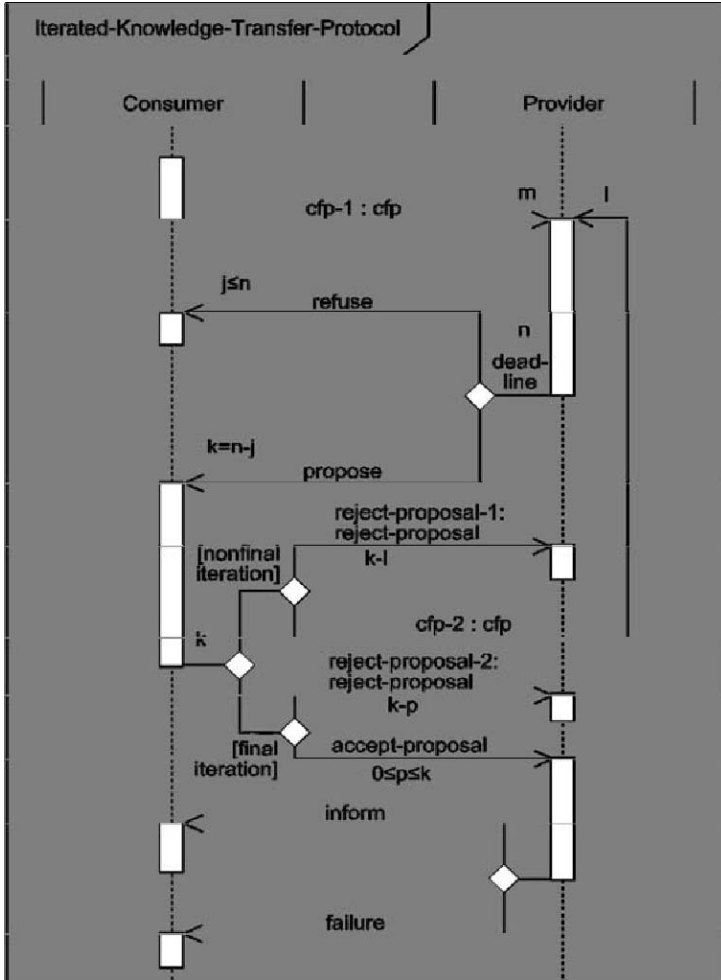 Iterated-Knowledge-Transfer-Protocol
Consumer
Provider
m
l
cfp-1 : cfp
j≤n
refuse
n
dead-
line
k=n-j
propose
reject-proposal-1:
reject-proposal
[nonfinal
iteration]
k-l
cfp-2 : cfp
k
reject-proposal-2:
reject-proposal
k-p
[final
iteration]
accept-proposal
0≤p≤k
inform
failure